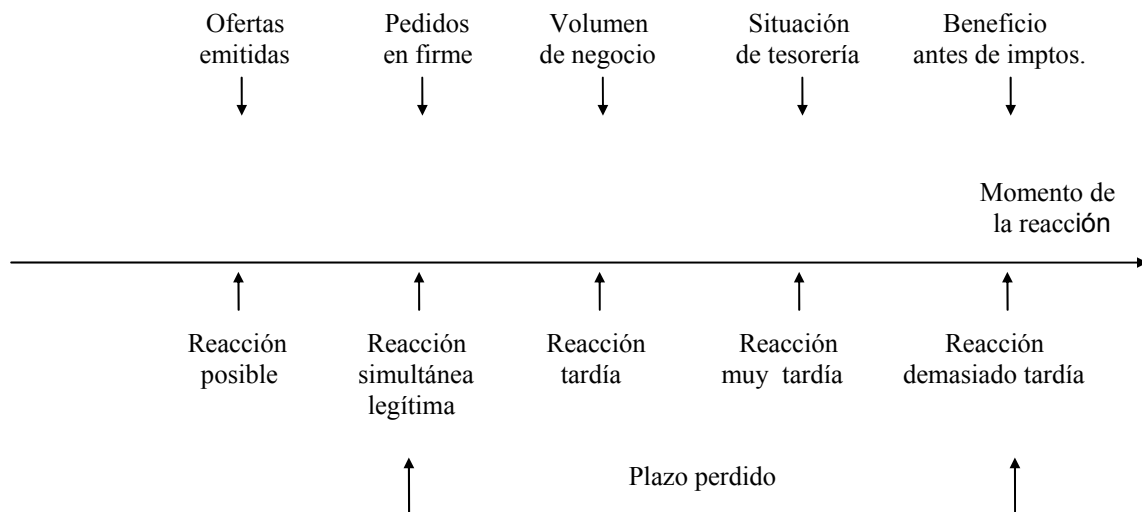 Ofertas
emitidas
Pedidos
en firme
Volumen
de negocio
Situación
de tesorería
Beneficio
antes de imptos.
Momento de
la reacción
Reacción
posible
Reacción
simultánea
legítima
Reacción
tardía
Reacción
muy tardía
Reacción
demasiado tardía
Plazo perdido